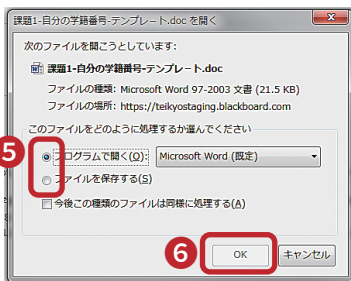 課題1-自分の学籍番号-テンプレート.doc を開く
次のファイルを開こうとしています:
課題1-自分の学籍番号-テンプレート.doc
ファイルの種類: Microsoft Word 97-2003 文書 (21.5 KB)
ファイルの場所: https://teikyostaging.blackboard.com
このファイルをどのように処理するか選んでください
5
プログラムで開く(O): Microsoft Word (既定)
ファイルを保存する(S)
今後この種類のファイルは同様に処理する(A)
6 OK キャンセル